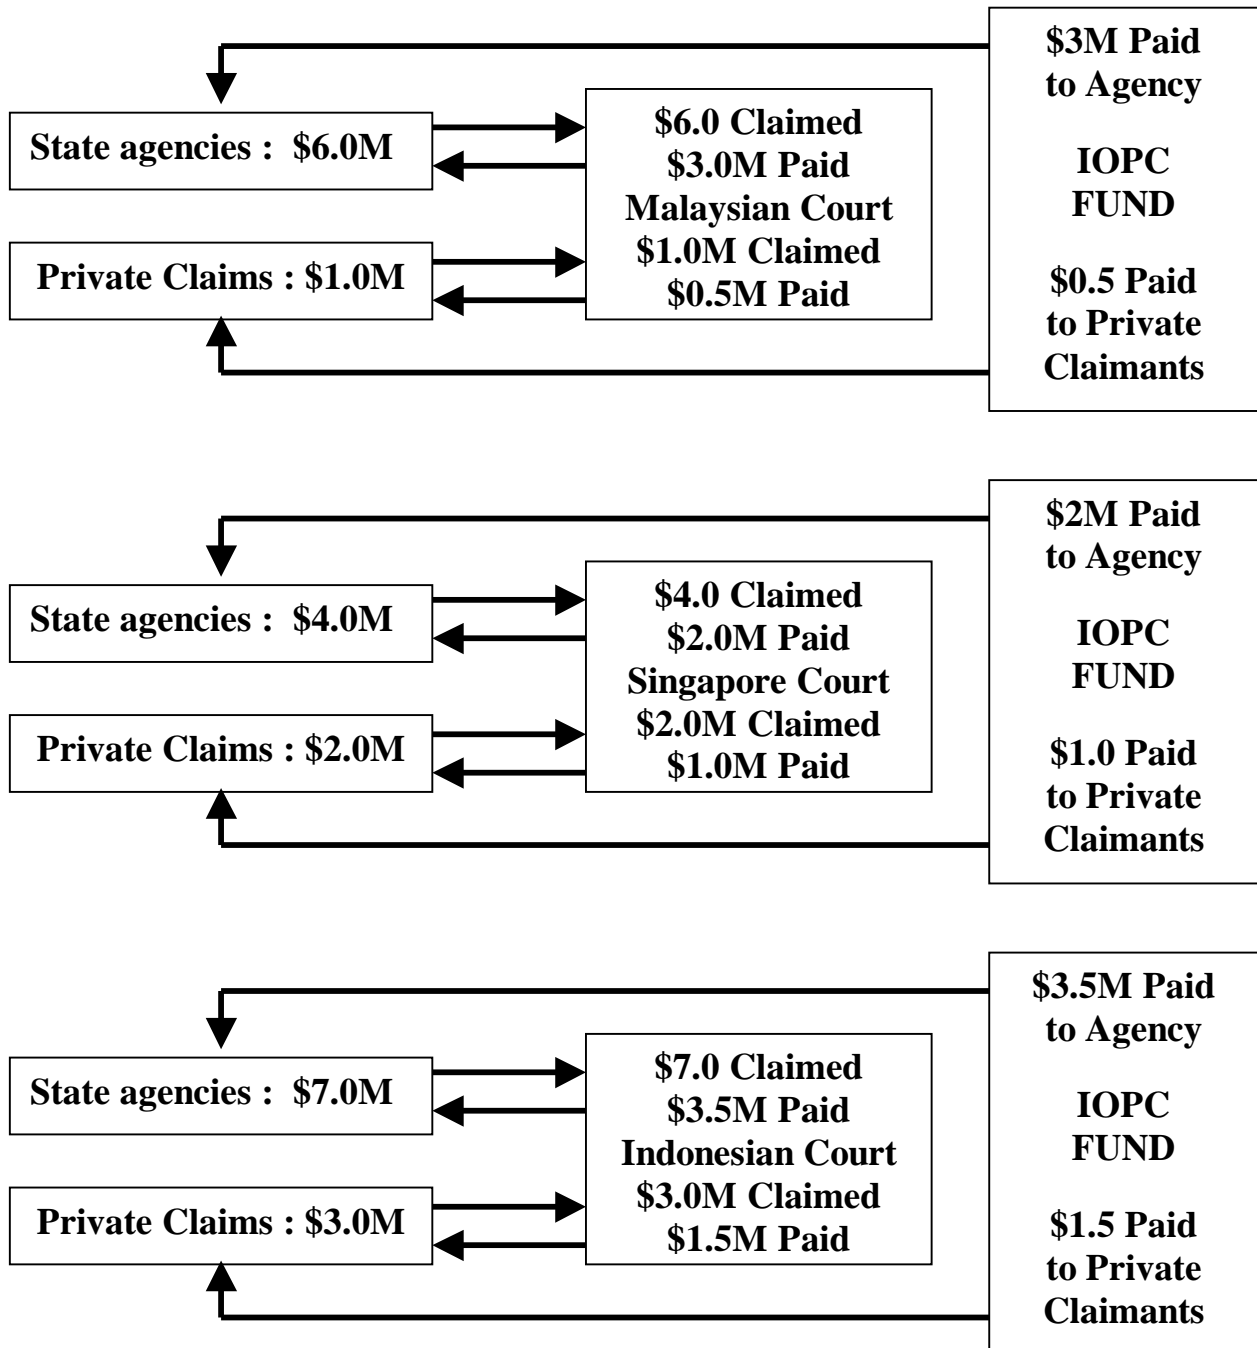 State agencies :  $6.0M
Private Claims : $1.0M
$6.0 Claimed
$3.0M Paid
Malaysian Court
$1.0M Claimed
$0.5M Paid
$3M Paid
to Agency
IOPC
FUND
$0.5 Paid
to Private
Claimants
State agencies :  $4.0M
Private Claims : $2.0M
$4.0 Claimed
$2.0M Paid
Singapore Court
$2.0M Claimed
$1.0M Paid
$2M Paid
to Agency
IOPC
FUND
$1.0 Paid
to Private
Claimants
State agencies :  $7.0M
Private Claims : $3.0M
$7.0 Claimed
$3.5M Paid
Indonesian Court
$3.0M Claimed
$1.5M Paid
$3.5M Paid
to Agency
IOPC
FUND
$1.5 Paid
to Private
Claimants